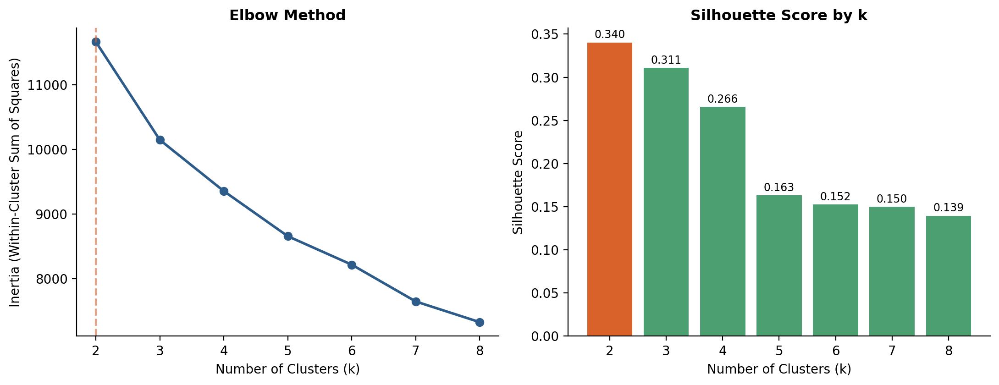 Elbow Method
Inertia (Within-Cluster Sum of Squares)
11000
10000
9000
8000
2 3 4 5 6 7 8
Number of Clusters (k)
Silhouette Score by k
Silhouette Score
0.35
0.30
0.25
0.20
0.15
0.10
0.05
0.00
0.340
0.311
0.266
0.163
0.152
0.150
0.139
2 3 4 5 6 7 8
Number of Clusters (k)